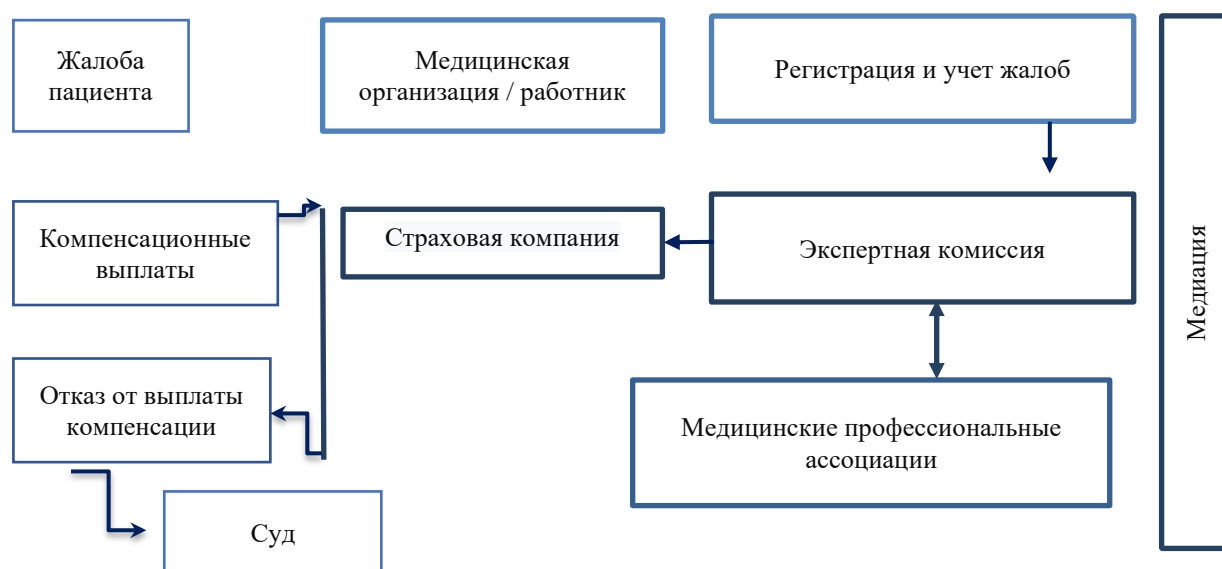 Жалоба
пациента
Медицинская
организация / работник
Регистрация и учет жалоб
Компенсационные
выплаты
Страховая компания
Экспертная комиссия
Медиация
Отказ от выплаты
компенсации
Медицинские профессиональные
ассоциации
Суд